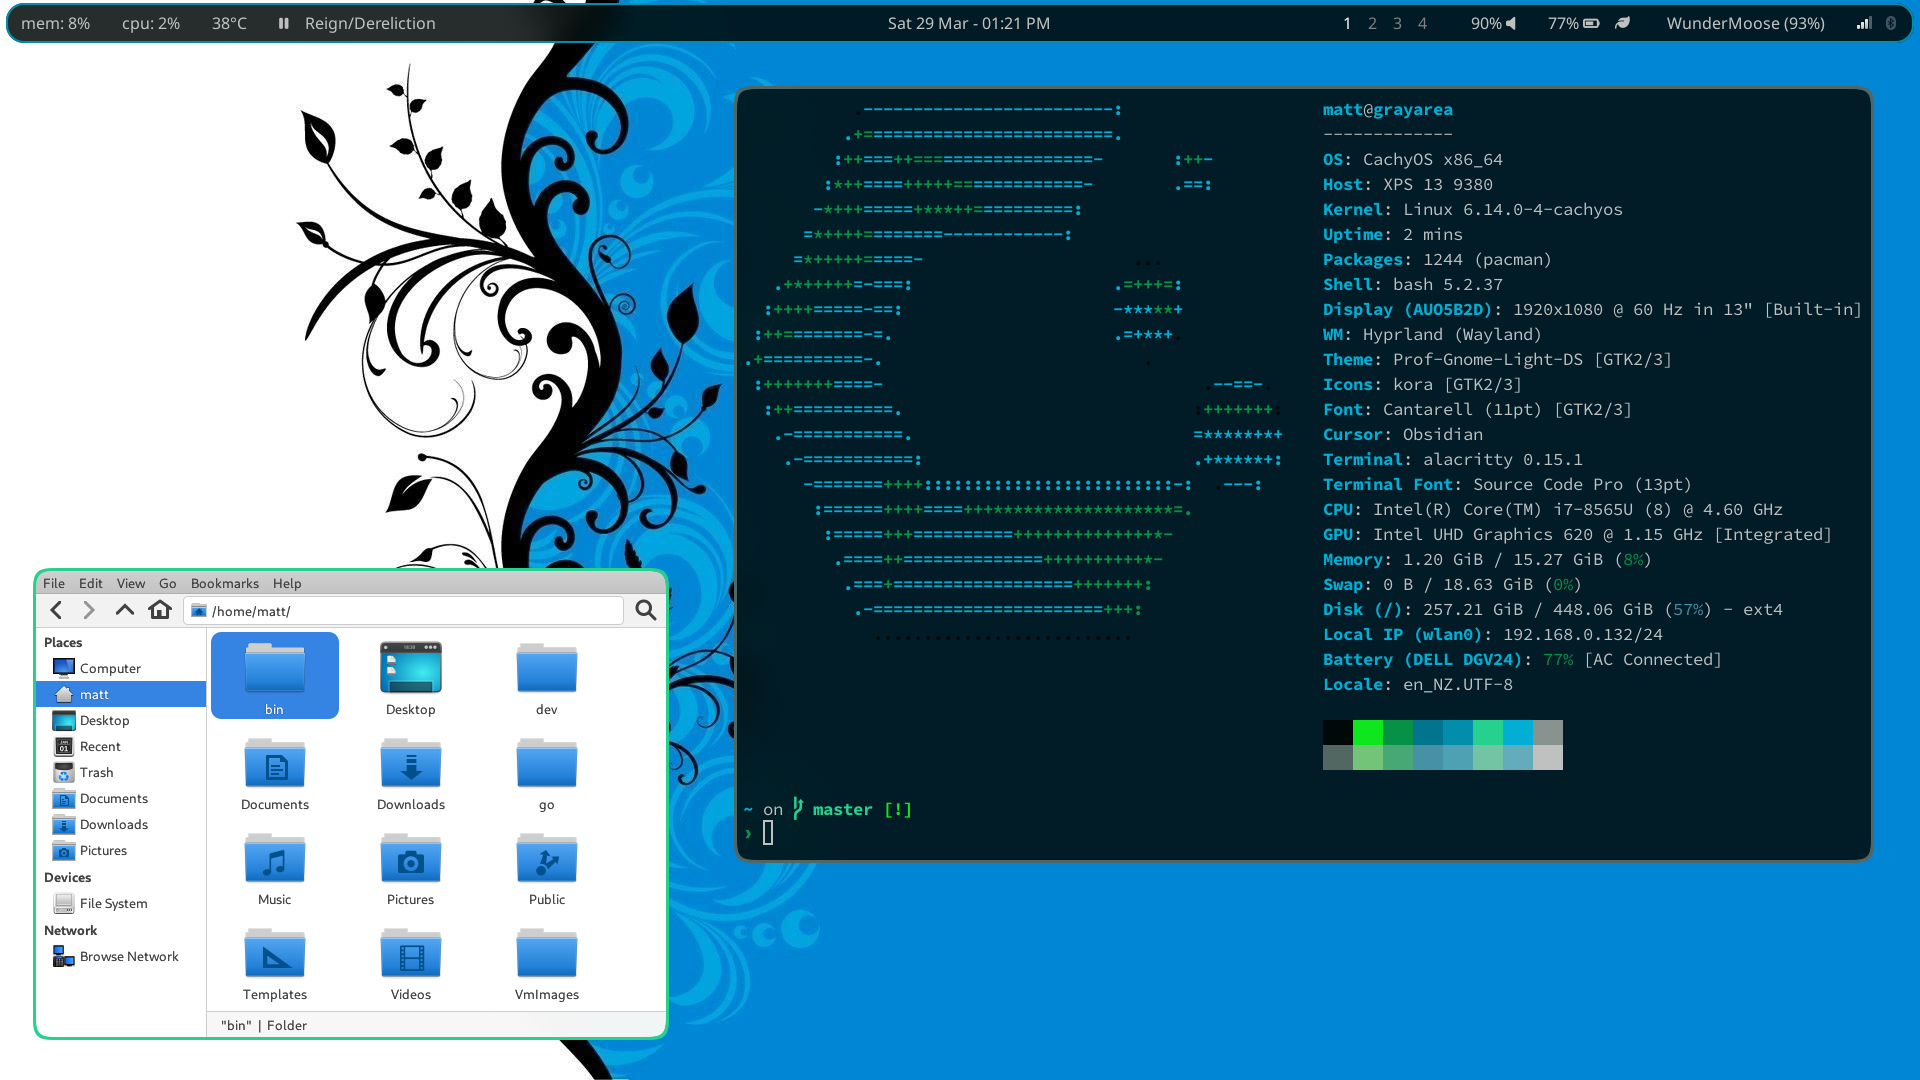 mem: 8% cpu: 2% 38°C Reign/Dereliction Sat 29 Mar - 01:21 PM 1 2 3 4 90% 77% WunderMoose (93%)
matt@grayarea
-------------
OS: CachyOS x86_64
Host: XPS 13 9380
Kernel: Linux 6.14.0-4-cachyos
Uptime: 2 mins
Packages: 1244 (pacman)
Shell: bash 5.2.37
Display (AUO5B2D): 1920x1080 @ 60 Hz in 13" [Built-in]
WM: Hyprland (Wayland)
Theme: Prof-Gnome-Light-DS [GTK2/3]
Icons: kora [GTK2/3]
Font: Cantarell (11pt) [GTK2/3]
Cursor: Obsidian
Terminal: alacritty 0.15.1
Terminal Font: Source Code Pro (13pt)
CPU: Intel(R) Core(TM) i7-8565U (8) @ 4.60 GHz
GPU: Intel UHD Graphics 620 @ 1.15 GHz [Integrated]
Memory: 1.20 GiB / 15.27 GiB (8%)
Swap: 0 B / 18.63 GiB (0%)
Disk (/): 257.21 GiB / 448.06 GiB (57%) - ext4
Local IP (wlan0): 192.168.0.132/24
Battery (DELL DGV24): 77% [AC Connected]
Locale: en_NZ.UTF-8
~ on master [!]
›
File Edit View Go Bookmarks Help
/home/matt/
Places
Computer
matt
Desktop
Recent
Trash
Documents
Downloads
Pictures
Devices
File System
Network
Browse Network
bin Desktop dev
Documents Downloads go
Music Pictures Public
Templates Videos VmImages
"bin" | Folder